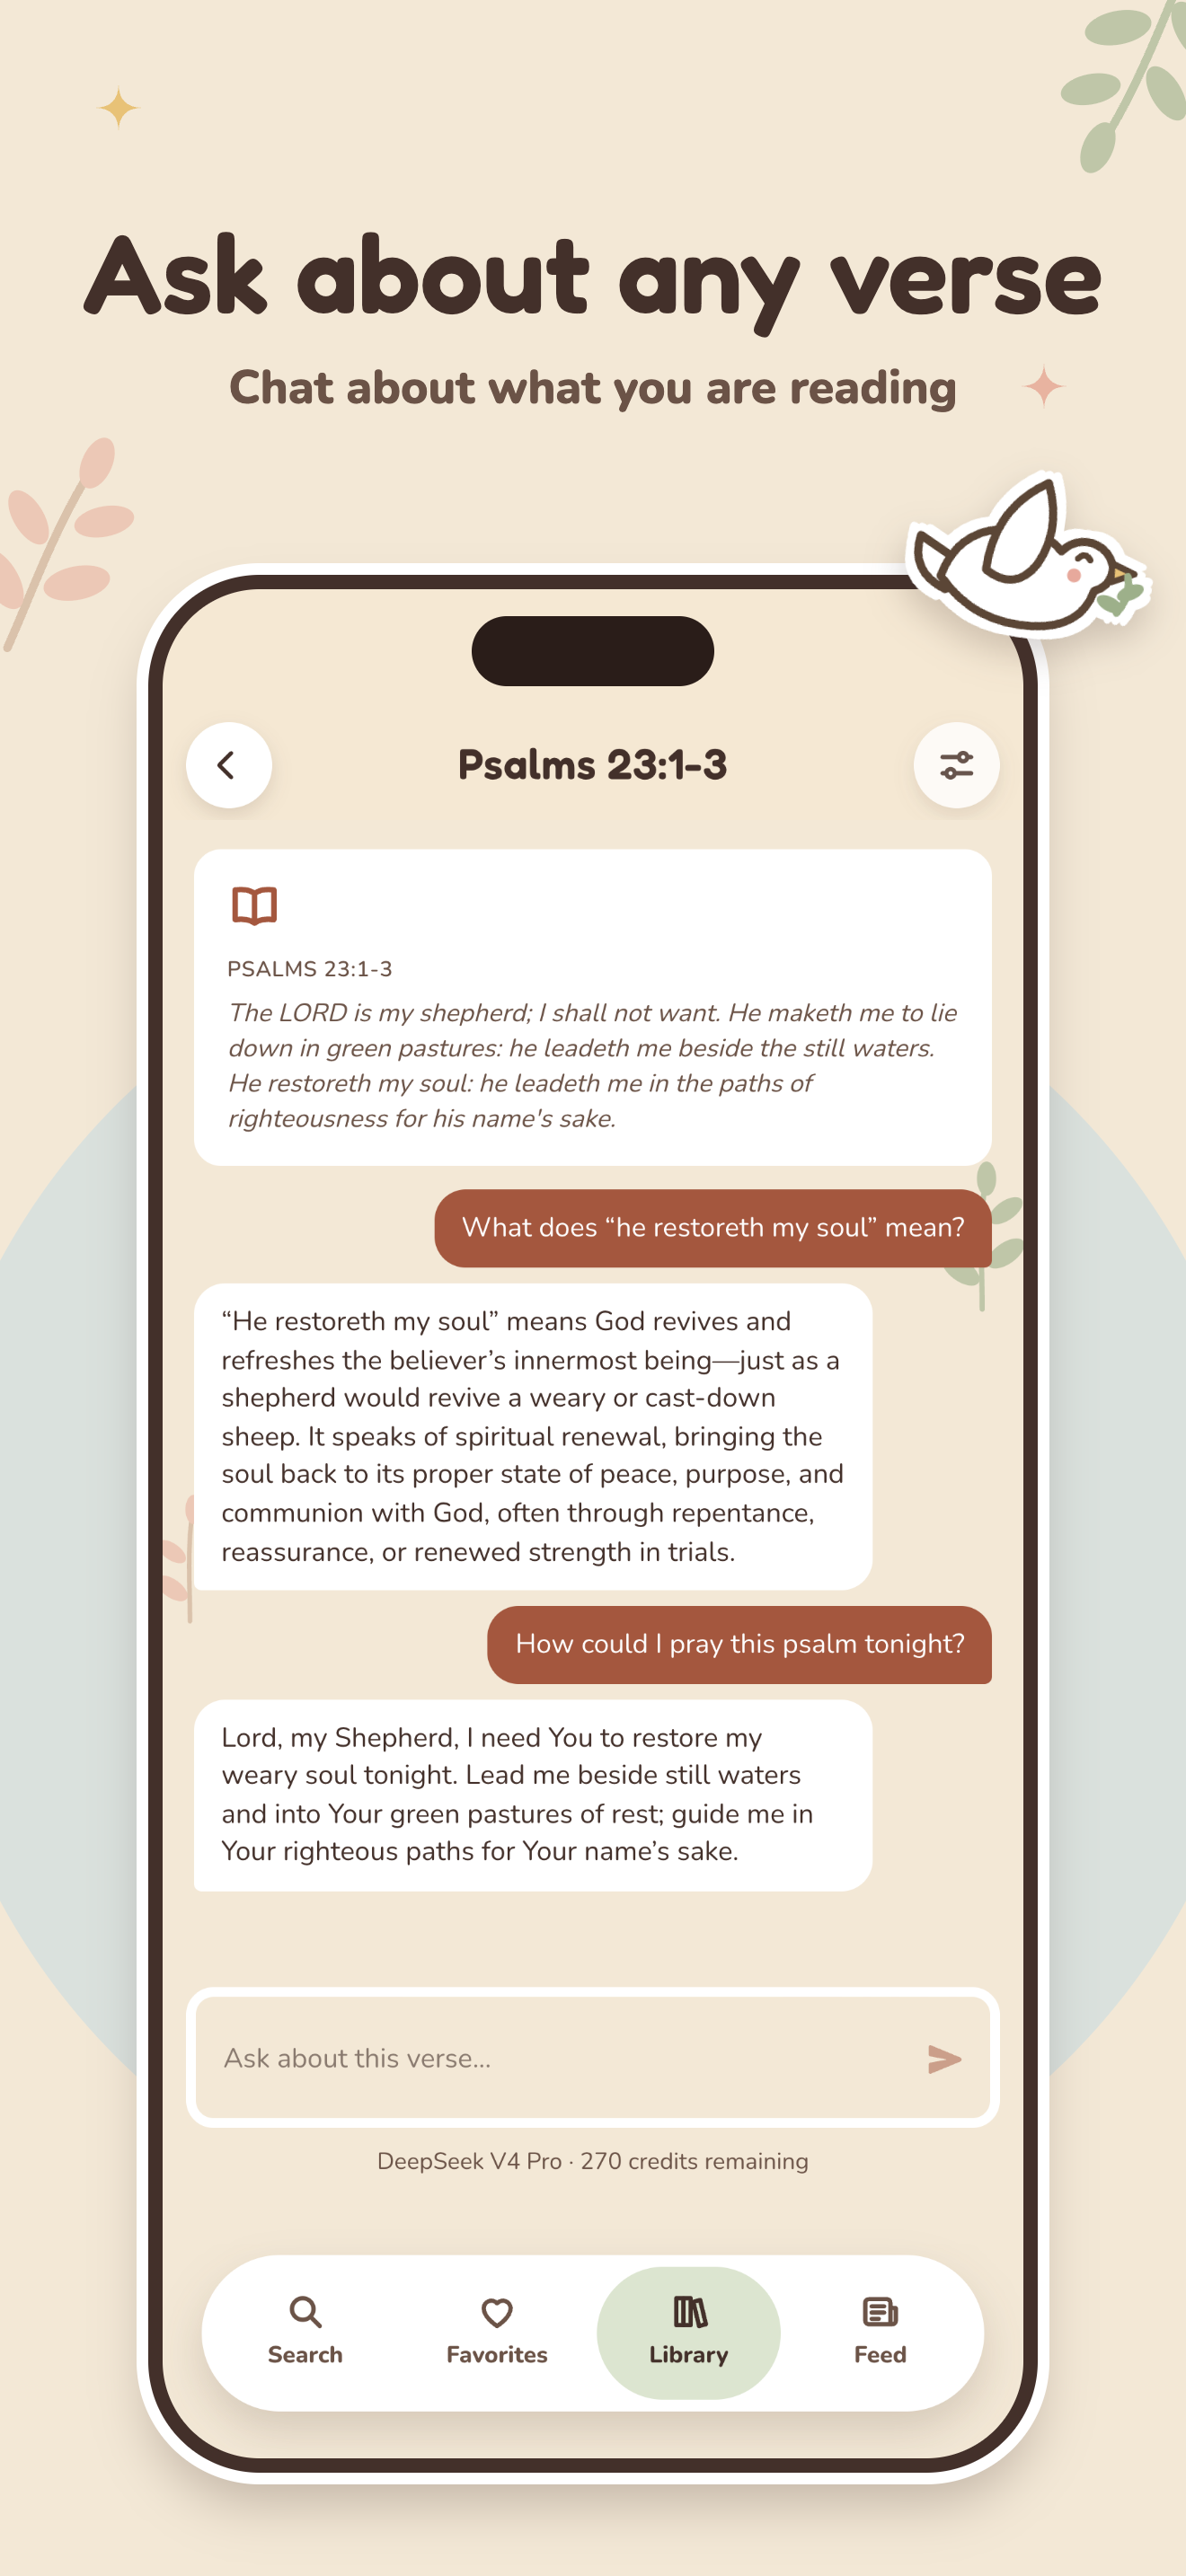 Ask about any verse
Chat about what you are reading
Psalms 23:1-3
PSALMS 23:1-3
The LORD is my shepherd; I shall not want. He maketh me to lie
down in green pastures: he leadeth me beside the still waters.
He restoreth my soul: he leadeth me in the paths of
righteousness for his name's sake.
What does “he restoreth my soul” mean?
“He restoreth my soul” means God revives and
refreshes the believer’s innermost being—just as a
shepherd would revive a weary or cast-down
sheep. It speaks of spiritual renewal, bringing the
soul back to its proper state of peace, purpose, and
communion with God, often through repentance,
reassurance, or renewed strength in trials.
How could I pray this psalm tonight?
Lord, my Shepherd, I need You to restore my
weary soul tonight. Lead me beside still waters
and into Your green pastures of rest; guide me in
Your righteous paths for Your name’s sake.
Ask about this verse...
DeepSeek V4 Pro · 270 credits remaining
Search Favorites Library Feed